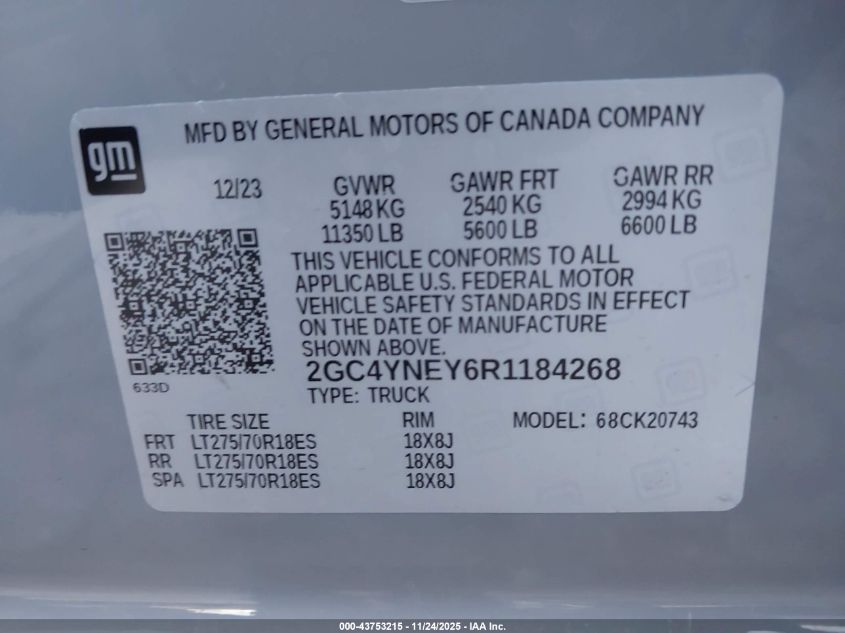 gm
MFD BY GENERAL MOTORS OF CANADA COMPANY
12/23 GVWR GAWR FRT GAWR RR
5148 KG 2540 KG 2994 KG
11350 LB 5600 LB 6600 LB
THIS VEHICLE CONFORMS TO ALL
APPLICABLE U.S. FEDERAL MOTOR
VEHICLE SAFETY STANDARDS IN EFFECT
ON THE DATE OF MANUFACTURE
SHOWN ABOVE.
633D
2GC4YNEY6R1184268
TYPE: TRUCK
TIRE SIZE RIM MODEL: 68CK20743
FRT LT275/70R18ES 18X8J
RR LT275/70R18ES 18X8J
SPA LT275/70R18ES 18X8J
000-43753215 - 11/24/2025 - IAA Inc.